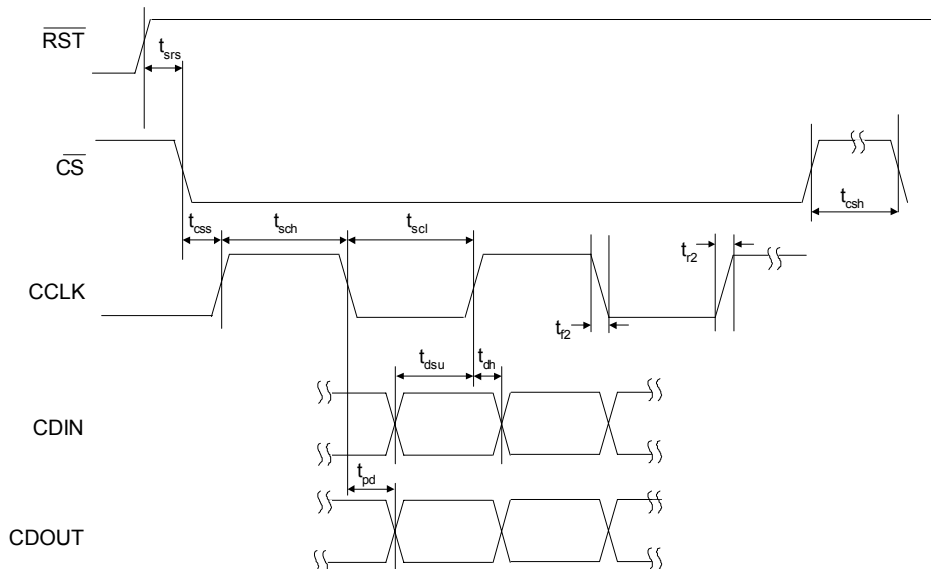 RST
t_srs
CS
t_csh
t_css
t_sch
t_scl
t_r2
CCLK
t_f2
t_dsu
t_dh
CDIN
t_pd
CDOUT